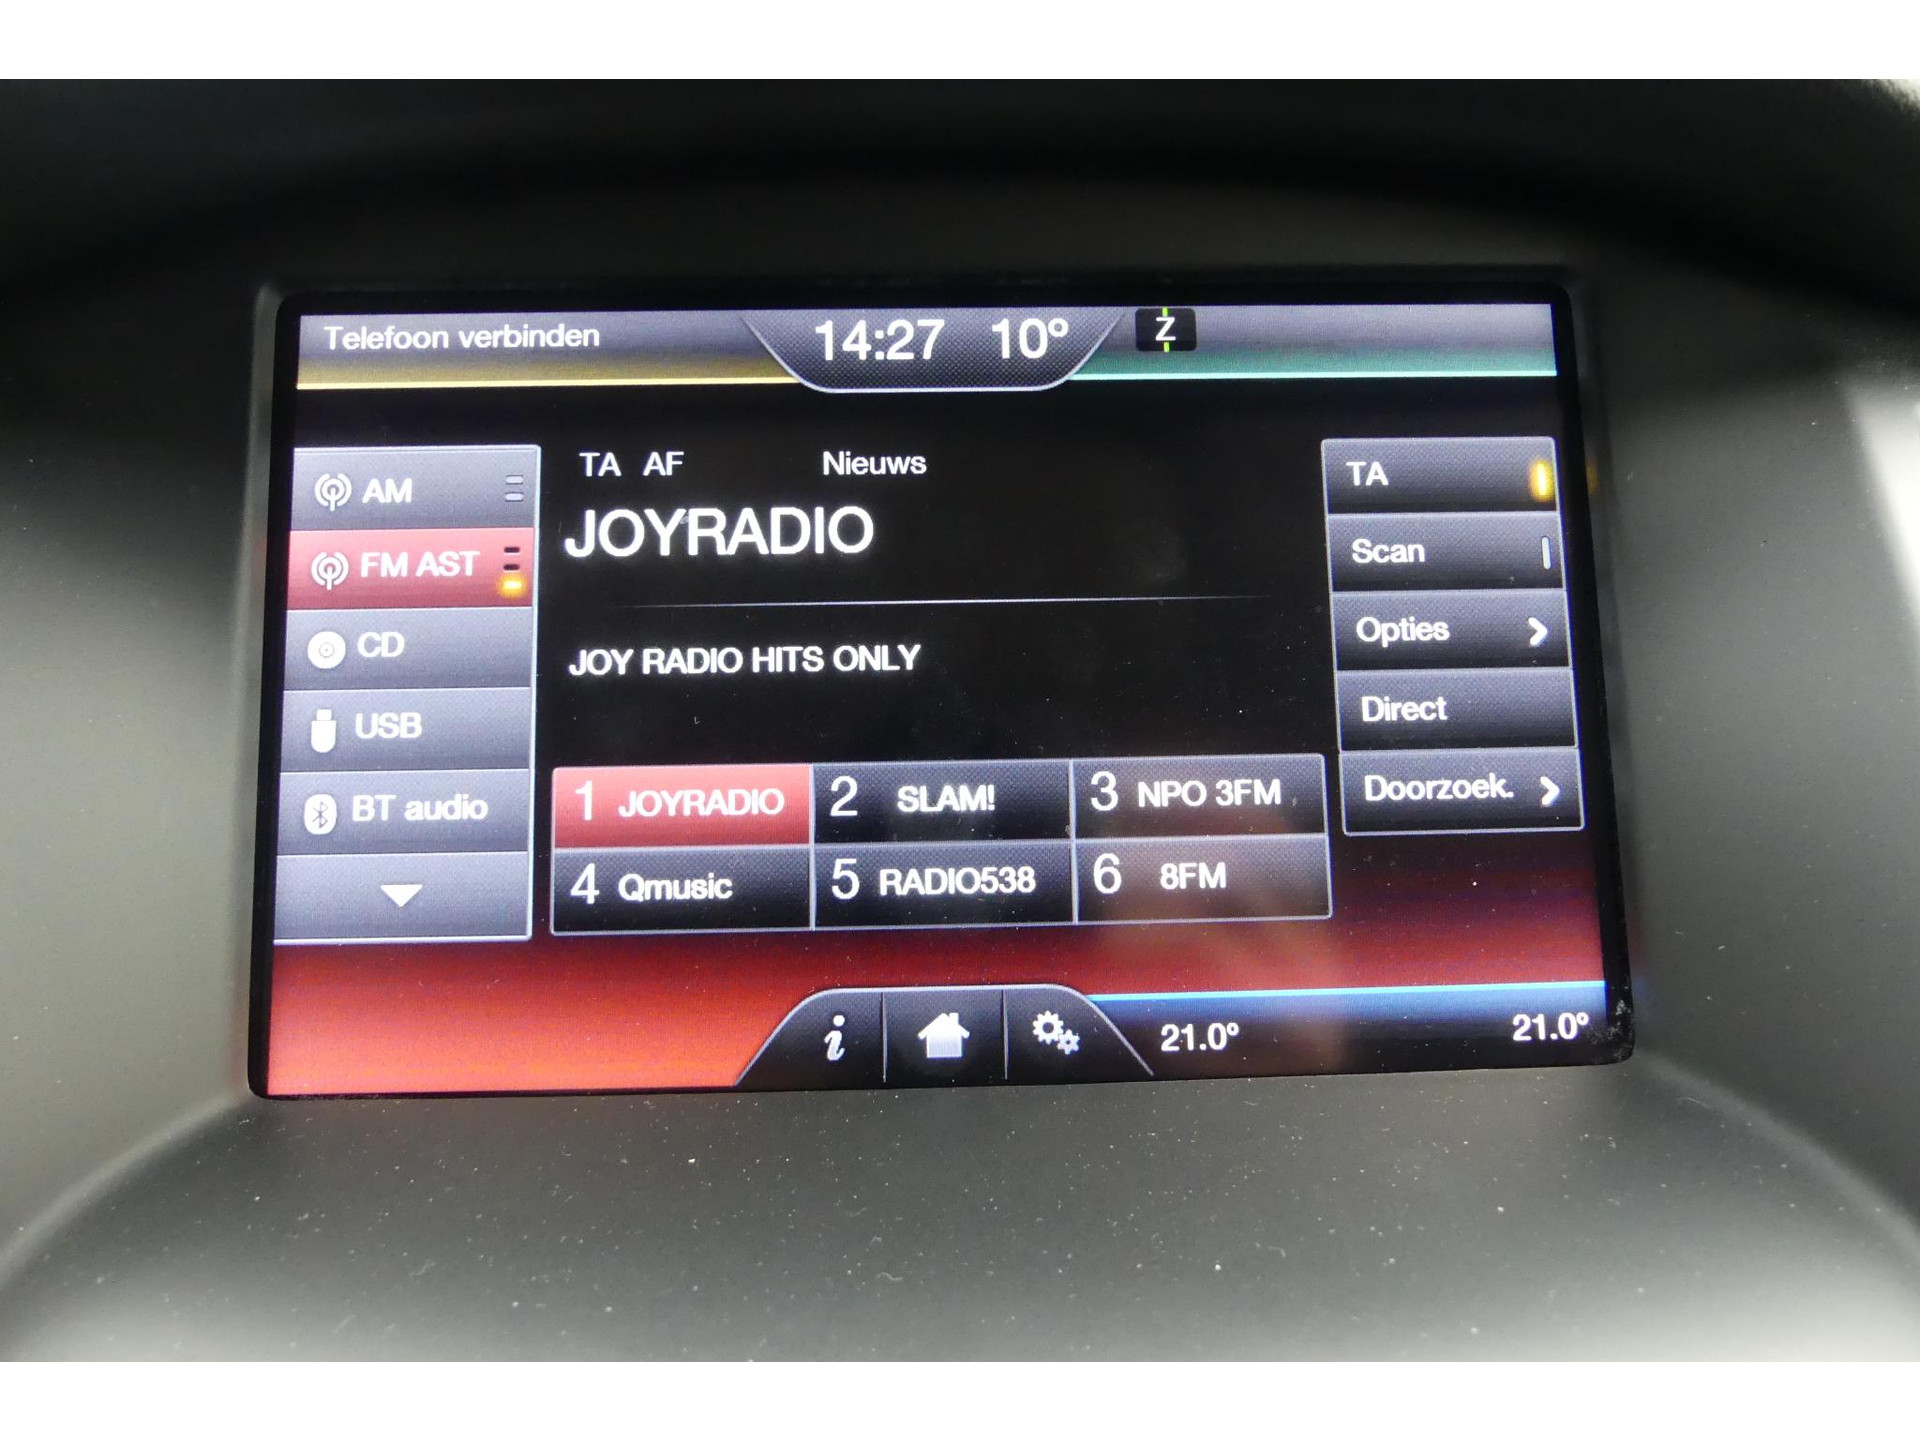 Telefoon verbinden
14:27 10°
Z
AM
FM AST
CD
USB
BT audio
TA AF Nieuws
JOYRADIO
JOY RADIO HITS ONLY
1 JOYRADIO
2 SLAM!
3 NPO 3FM
4 Qmusic
5 RADIO538
6 8FM
TA
Scan
Opties
Direct
Doorzoek.
i
21.0°
21.0°